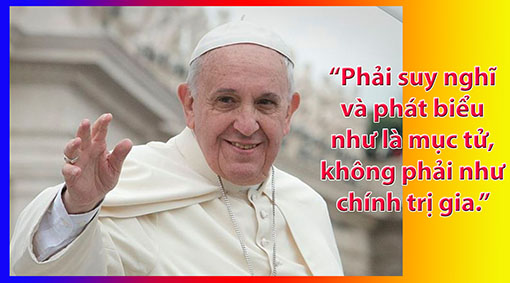 “Phải suy nghĩ
và phát biểu
như là mục tử,
không phải như
chính trị gia.”